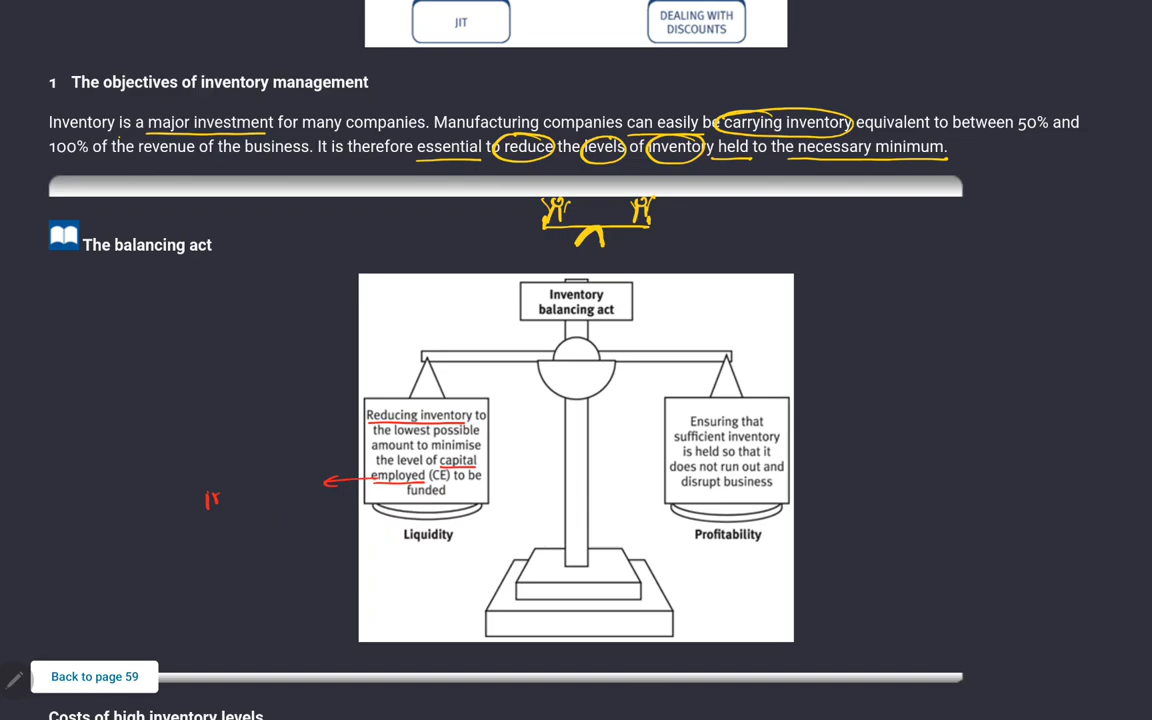 JIT
DEALING WITH
DISCOUNTS
1 The objectives of inventory management
Inventory is a major investment for many companies. Manufacturing companies can easily be carrying inventory equivalent to between 50% and
100% of the revenue of the business. It is therefore essential to reduce the levels of inventory held to the necessary minimum.
The balancing act
Inventory
balancing act
Reducing inventory to
the lowest possible
amount to minimise
the level of capital
employed (CE) to be
funded
Ensuring that
sufficient inventory
is held so that it
does not run out and
disrupt business
Liquidity
Profitability
Back to page 59
Costs of high inventory levels